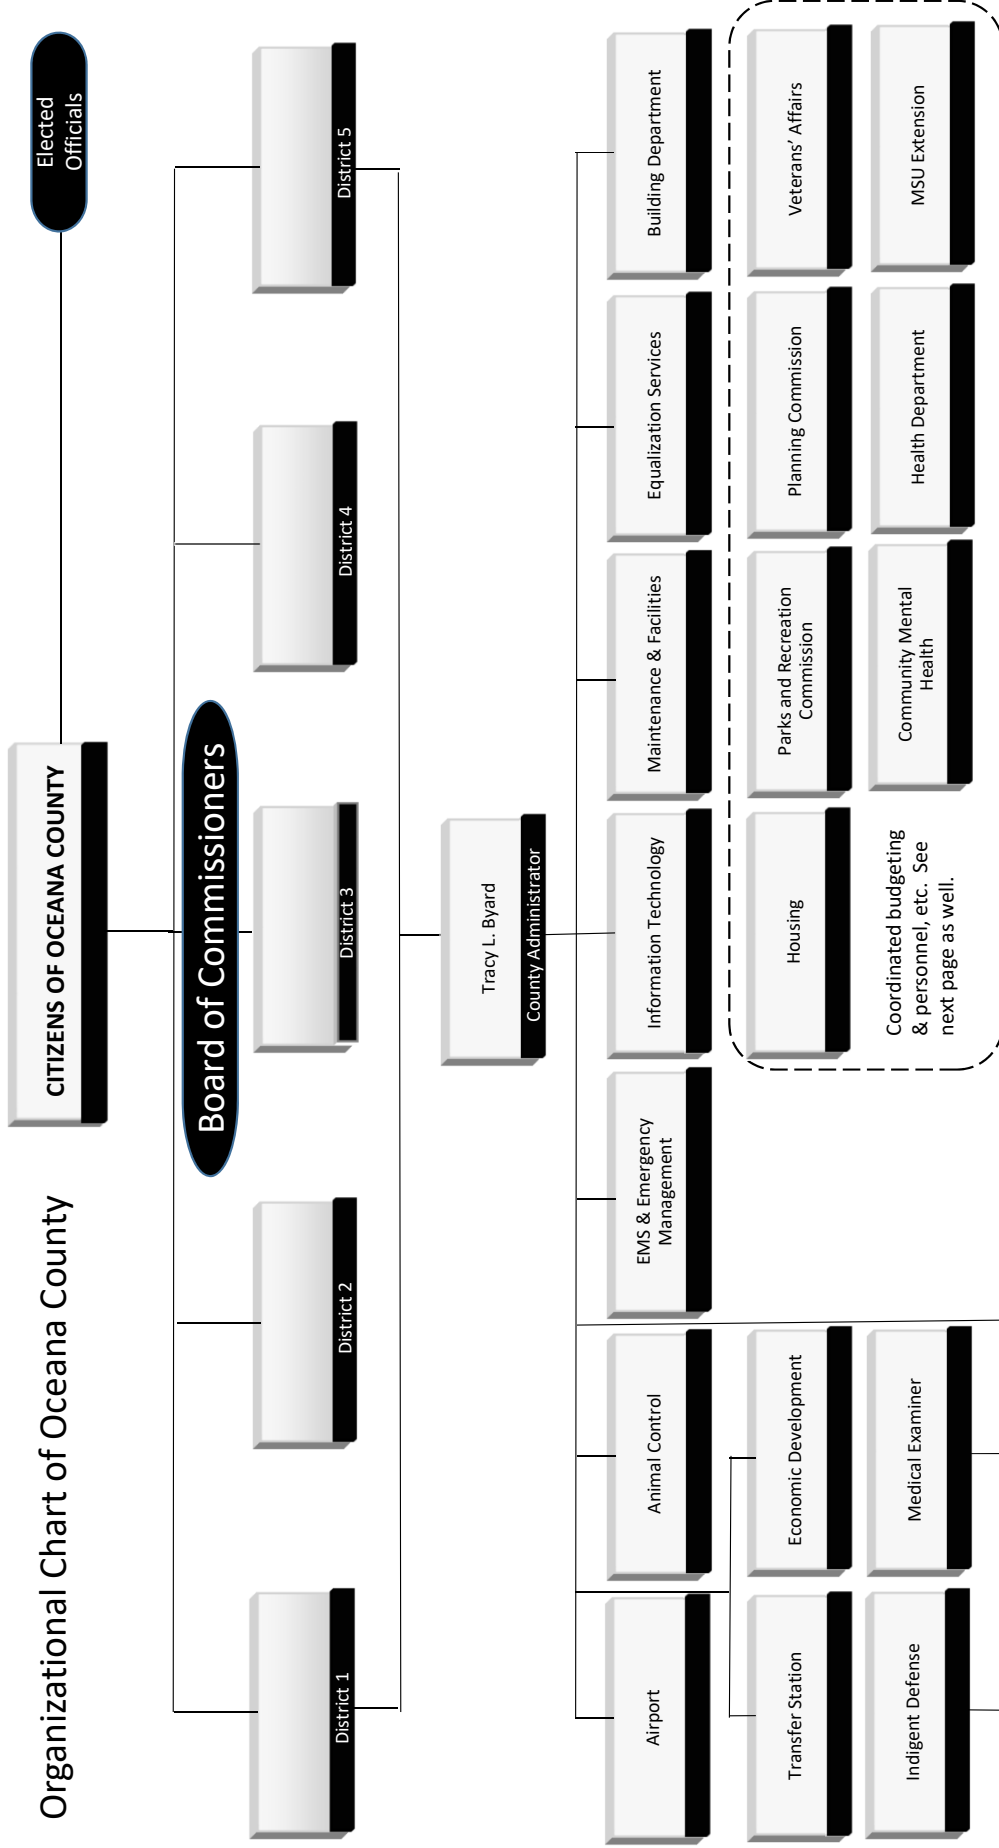 Organizational Chart of Oceana County
CITIZENS OF OCEANA COUNTY
Elected
Officials
Board of Commissioners
District 1
District 2
District 3
District 4
District 5
Tracy L. Byard
County Administrator
Airport
Animal Control
EMS & Emergency
Management
Information Technology
Maintenance & Facilities
Equalization Services
Building Department
Transfer Station
Economic Development
Housing
Parks and Recreation
Commission
Planning Commission
Veterans’ Affairs
Indigent Defense
Medical Examiner
Coordinated budgeting
& personnel, etc.  See
next page as well.
Community Mental
Health
Health Department
MSU Extension